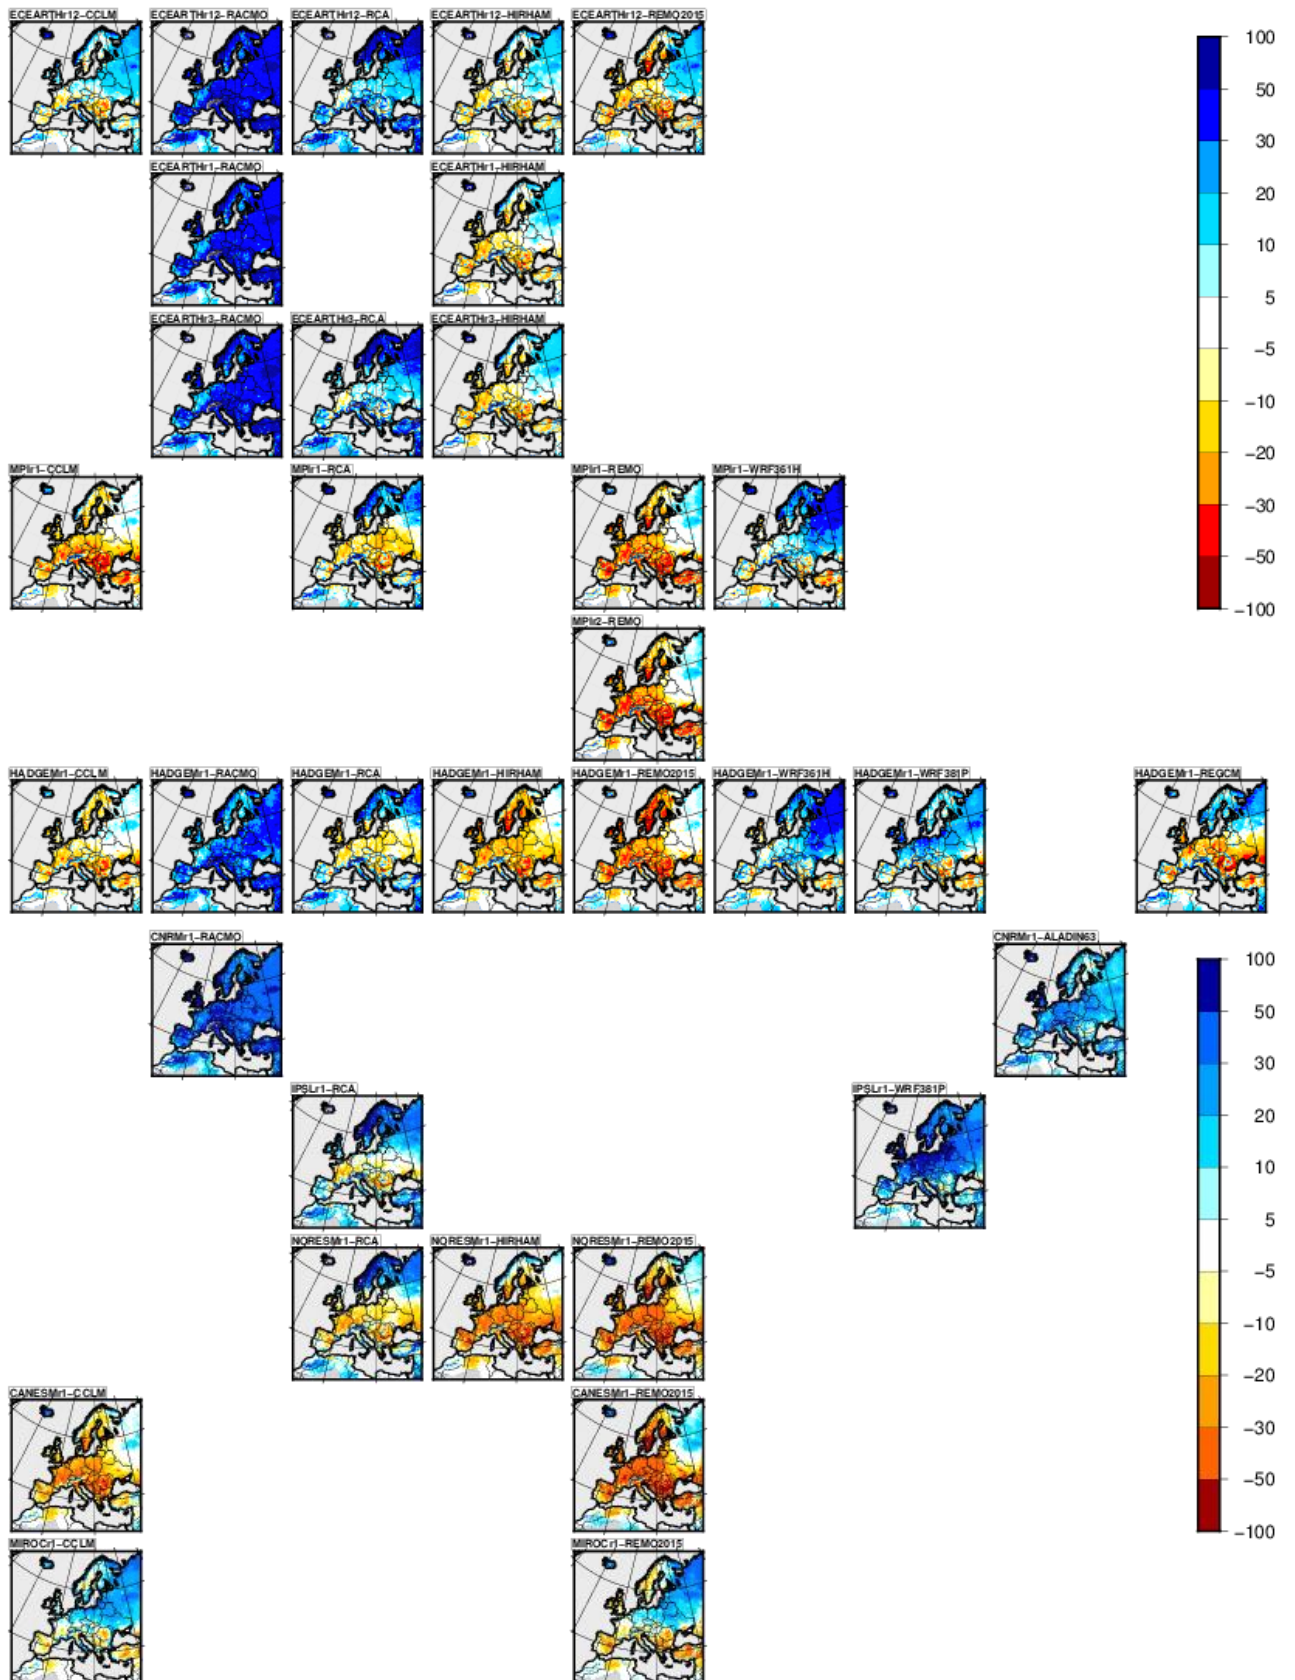 ECEARTHr12-CCLM ECEARTHr12-RACMO ECEARTHr12-RCA ECEARTHr12-HIRHAM ECEARTHr12-REMO2015
100
50
30
20
10
5
−5
−10
−20
−30
−50
−100
ECEARTHr1-RACMO ECEARTHr1-HIRHAM
ECEARTHr3-RACMO ECEARTHr3-RCA ECEARTHr3-HIRHAM
MPIr1-CCLM MPIr1-RCA MPIr1-REMO MPIr1-WRF361H
MPIr2-REMO
HADGEMr1-CCLM HADGEMr1-RACMO HADGEMr1-RCA HADGEMr1-HIRHAM HADGEMr1-REMO2015 HADGEMr1-WRF361H HADGEMr1-WRF381P HADGEMr1-REGCM
CNRMr1-RACMO CNRMr1-ALADIN63
100
50
30
20
10
5
−5
−10
−20
−30
−50
−100
IPSLr1-RCA IPSLr1-WRF381P
NORESMr1-RCA NORESMr1-HIRHAM NORESMr1-REMO2015
CANESMr1-CCLM CANESMr1-REMO2015
MIROCr1-CCLM MIROCr1-REMO2015